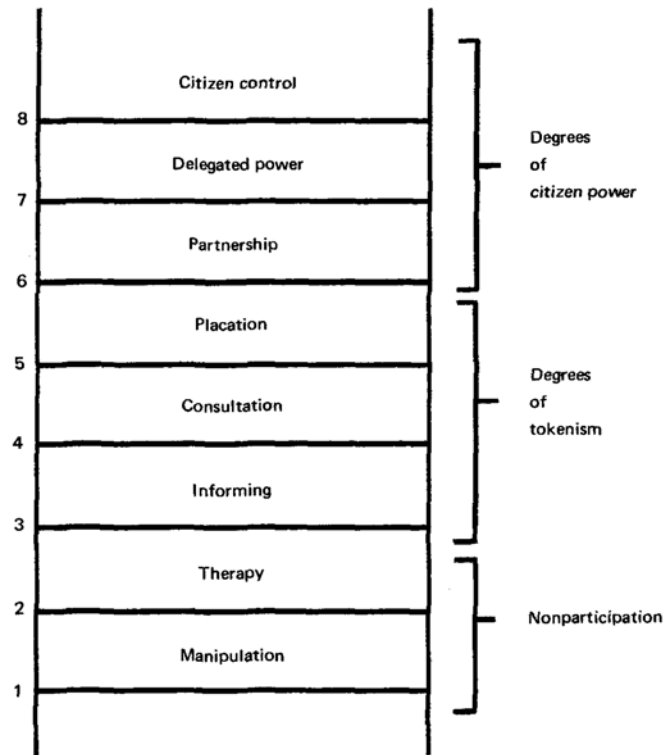 Citizen control
8
Delegated power
7
Partnership
6
Placation
5
Consultation
4
Informing
3
Therapy
2
Manipulation
1
Degrees
of
citizen power
Degrees
of
tokenism
Nonparticipation